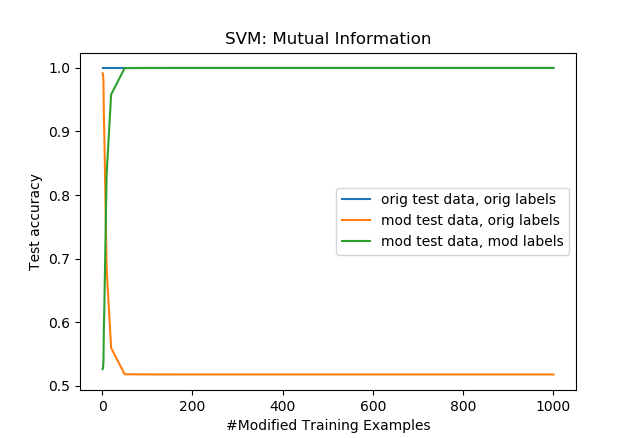 SVM: Mutual Information
Test accuracy
1.0
0.9
0.8
0.7
0.6
0.5
orig test data, orig labels
mod test data, orig labels
mod test data, mod labels
0 200 400 600 800 1000
#Modified Training Examples